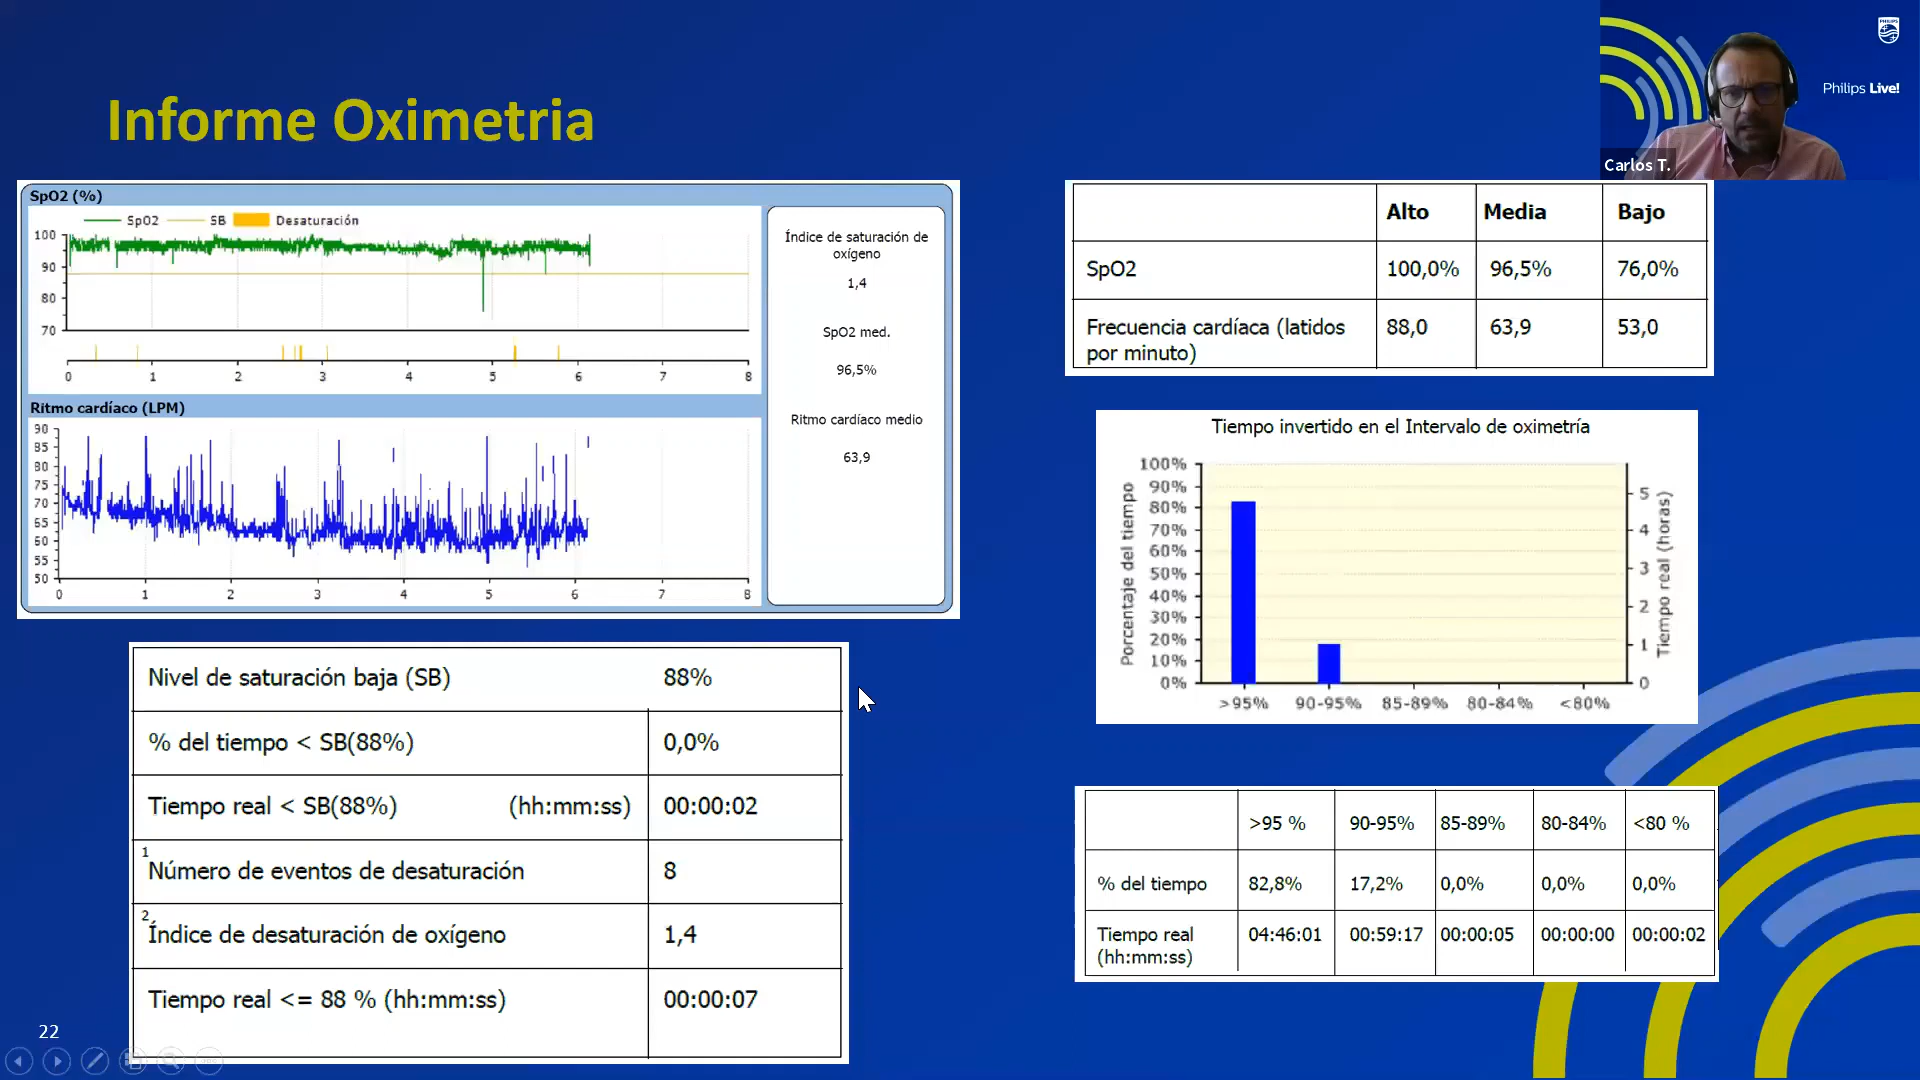 Informe Oximetria
PHILIPS
Philips Live!
Carlos T.
SpO2 (%)
SpO2
SB
Desaturación
100
90
80
70
0 1 2 3 4 5 6 7 8
Índice de saturación de
oxígeno
1,4
SpO2 med.
96,5%
Ritmo cardíaco medio
63,9
Ritmo cardíaco (LPM)
90
85
80
75
70
65
60
55
50
0 1 2 3 4 5 6 7 8
Alto Media Bajo
SpO2 100,0% 96,5% 76,0%
Frecuencia cardíaca (latidos
por minuto) 88,0 63,9 53,0
Tiempo invertido en el Intervalo de oximetría
Porcentaje del tiempo
100%
90%
80%
70%
60%
50%
40%
30%
20%
10%
0%
5
4
3
2
1
0
Tiempo real (horas)
>95% 90-95% 85-89% 80-84% <80%
Nivel de saturación baja (SB) 88%
% del tiempo < SB(88%) 0,0%
Tiempo real < SB(88%) (hh:mm:ss) 00:00:02
1 Número de eventos de desaturación 8
2 Índice de desaturación de oxígeno 1,4
Tiempo real <= 88 % (hh:mm:ss) 00:00:07
>95 % 90-95% 85-89% 80-84% <80 %
% del tiempo 82,8% 17,2% 0,0% 0,0% 0,0%
Tiempo real
(hh:mm:ss) 04:46:01 00:59:17 00:00:05 00:00:00 00:00:02
22